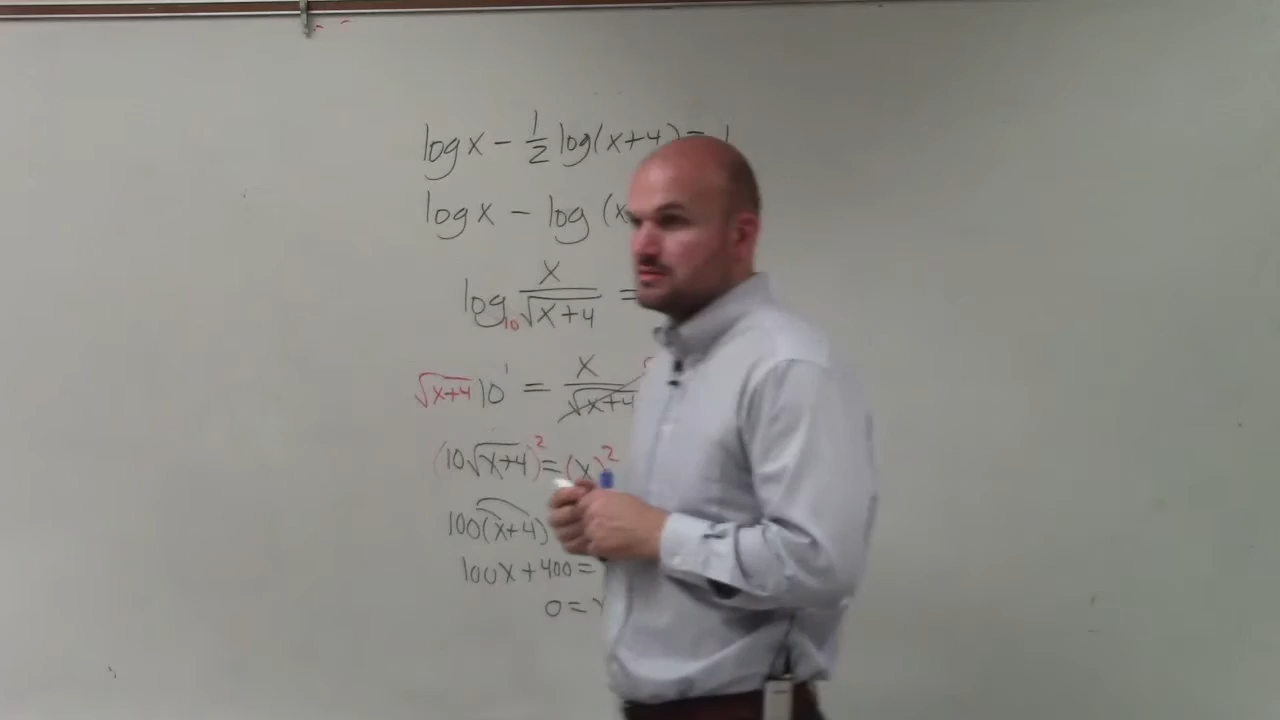 log x - 1/2 log(x+4) = 1
log x - log (x
log₁₀ x/√(x+4) =
√(x+4) 10¹ = x/√(x+4)
(10√(x+4))² = (x)²
100(x+4)
100x + 400 =
0 =